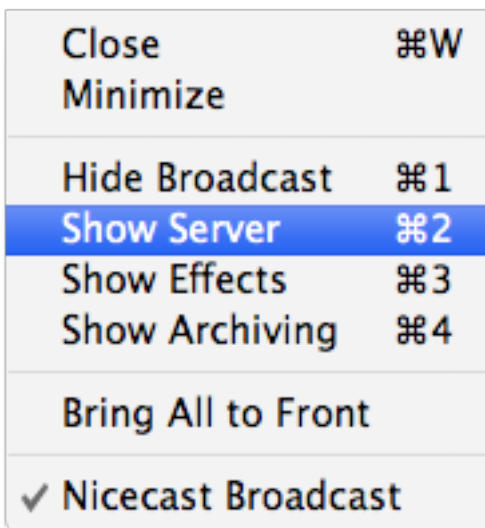 Close ⌘W
Minimize
Hide Broadcast ⌘1
Show Server ⌘2
Show Effects ⌘3
Show Archiving ⌘4
Bring All to Front
✓ Nicecast Broadcast